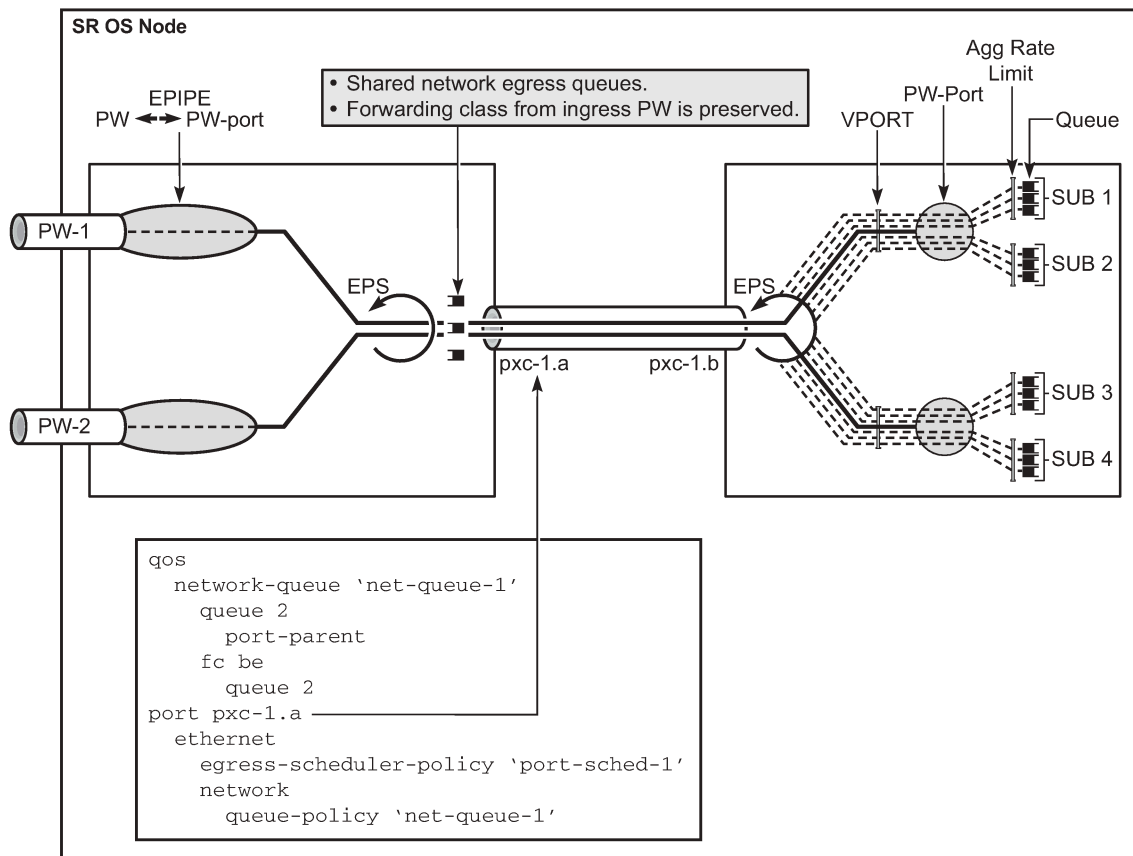 SR OS Node
EPIPE
PW PW-port
• Shared network egress queues.
• Forwarding class from ingress PW is preserved.
Agg Rate
Limit
PW-Port
VPORT
Queue
PW-1
SUB 1
SUB 2
EPS
EPS
pxc-1.a
pxc-1.b
PW-2
SUB 3
SUB 4
qos
network-queue ‘net-queue-1’
queue 2
port-parent
fc be
queue 2
port pxc-1.a
ethernet
egress-scheduler-policy ‘port-sched-1’
network
queue-policy ‘net-queue-1’